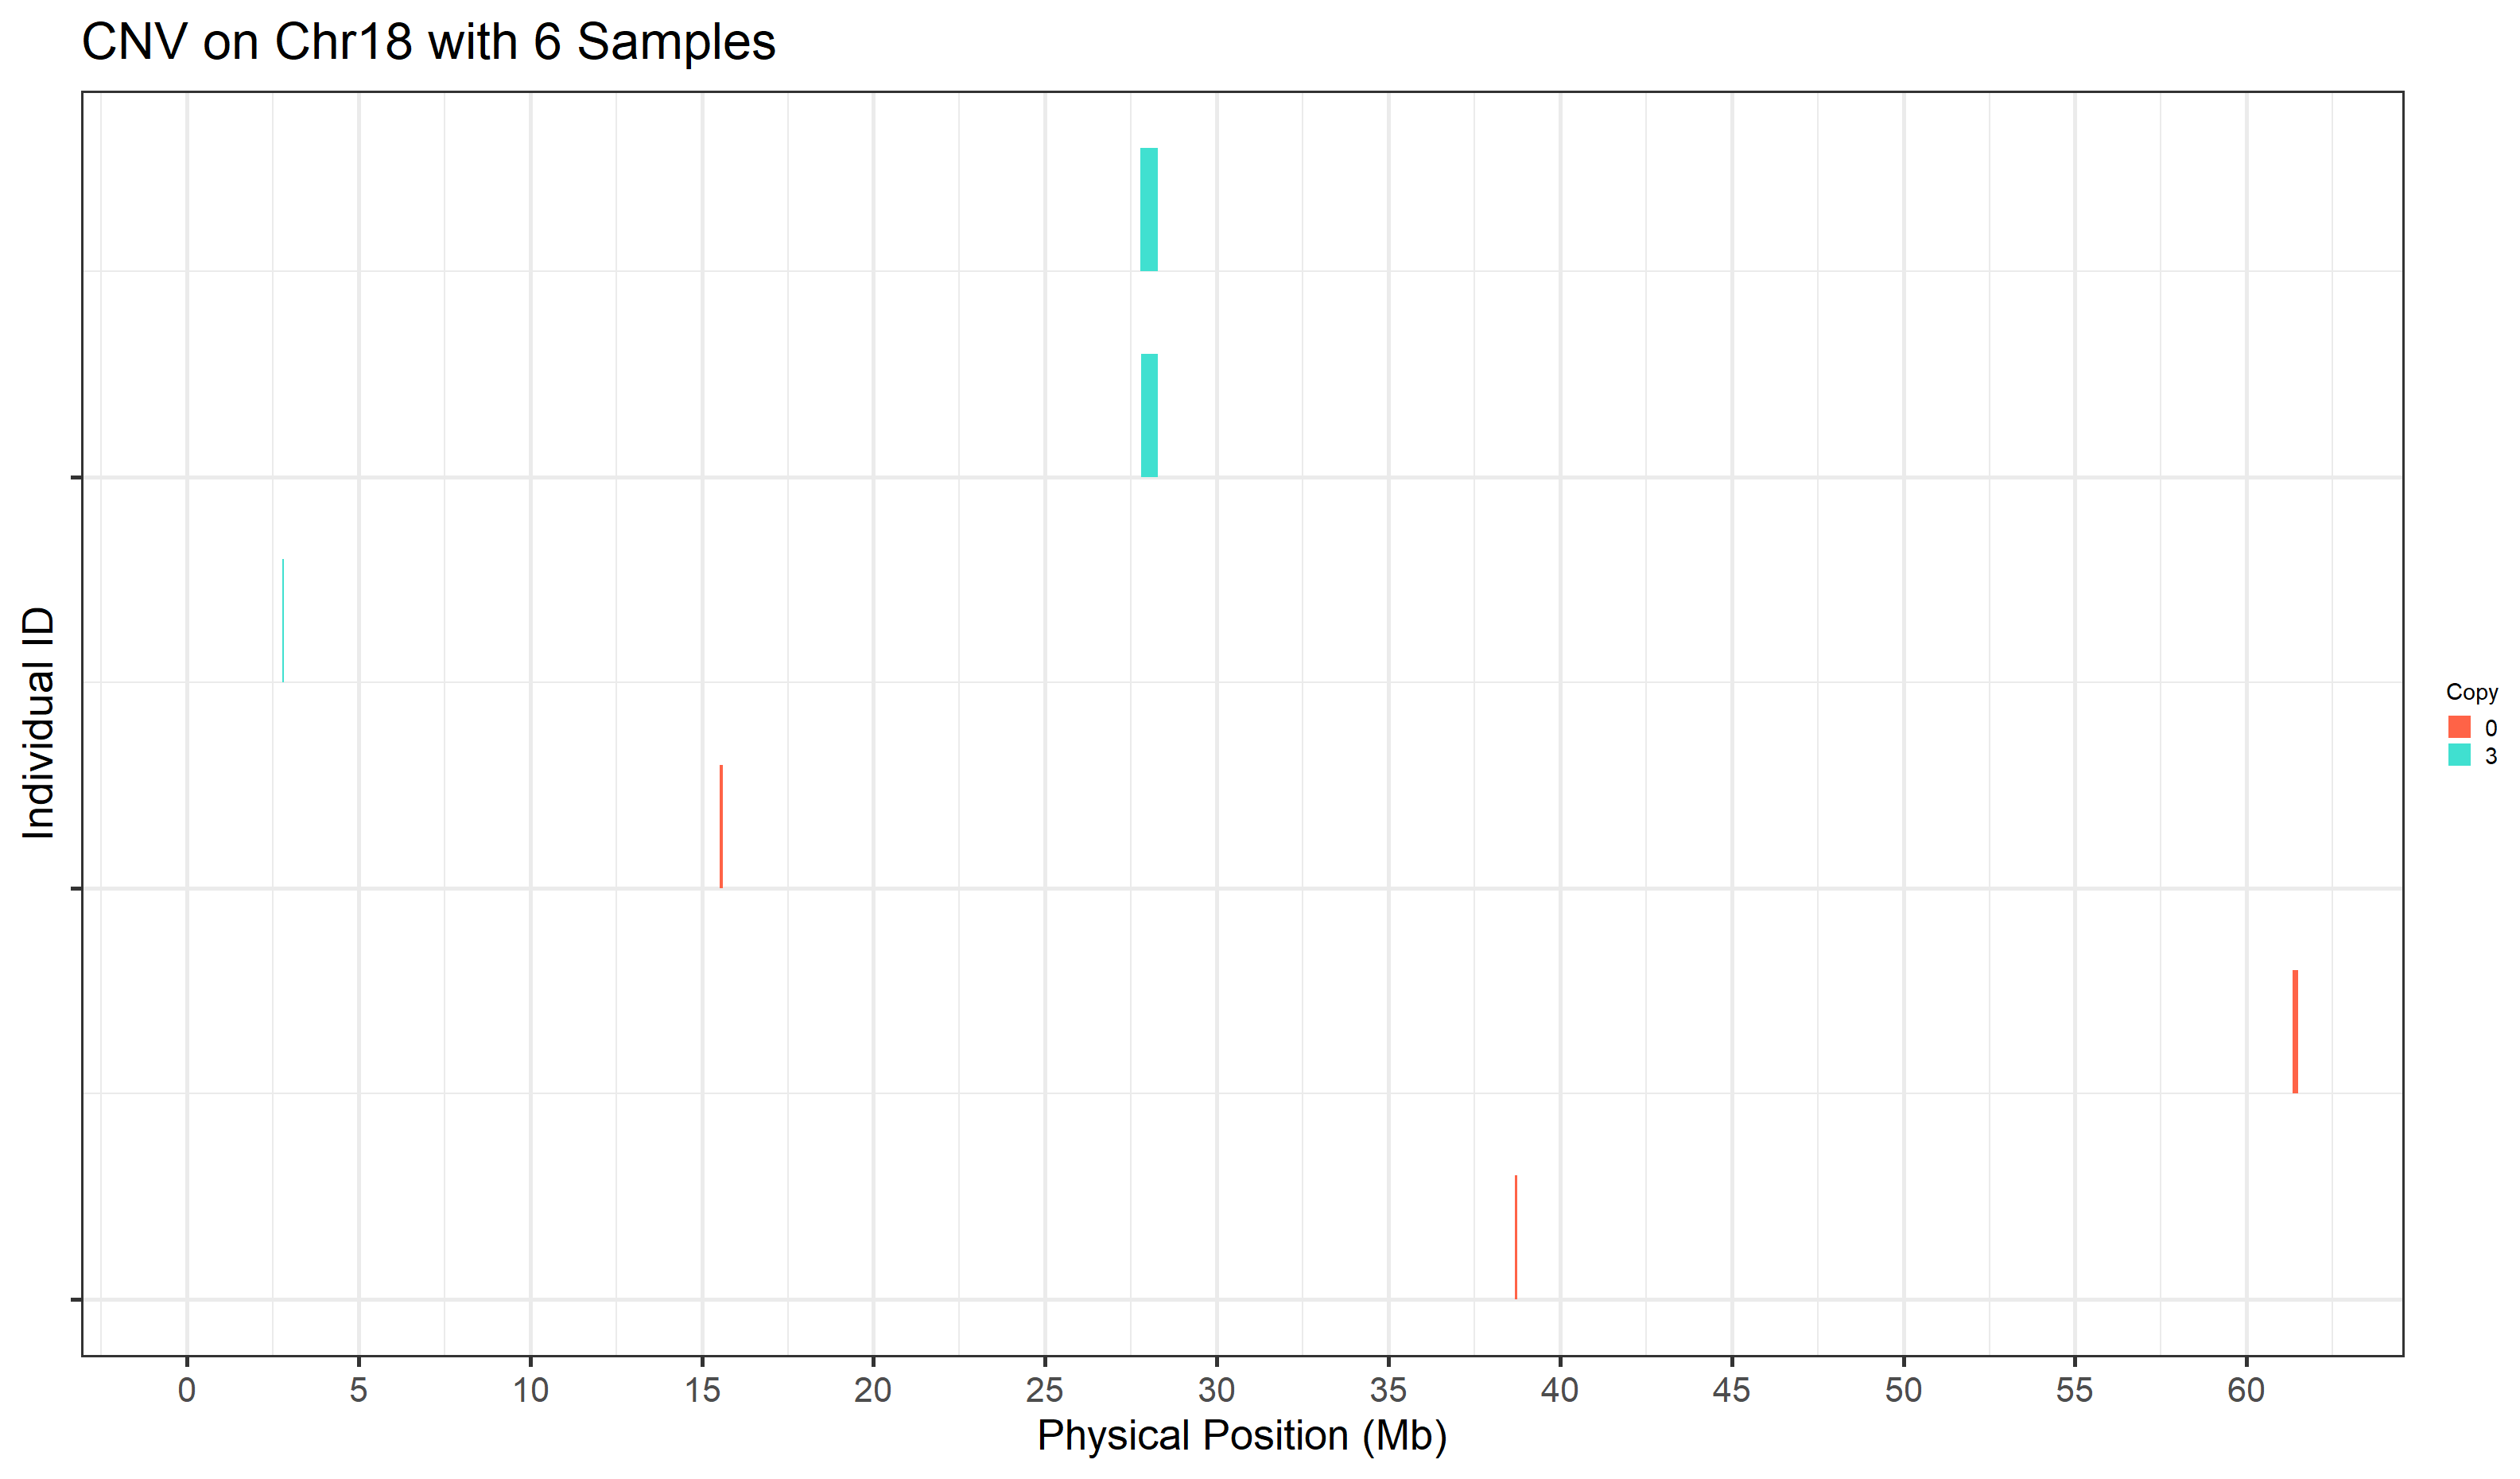 CNV on Chr18 with 6 Samples
Individual ID
Copy
0
3
0 5 10 15 20 25 30 35 40 45 50 55 60
Physical Position (Mb)